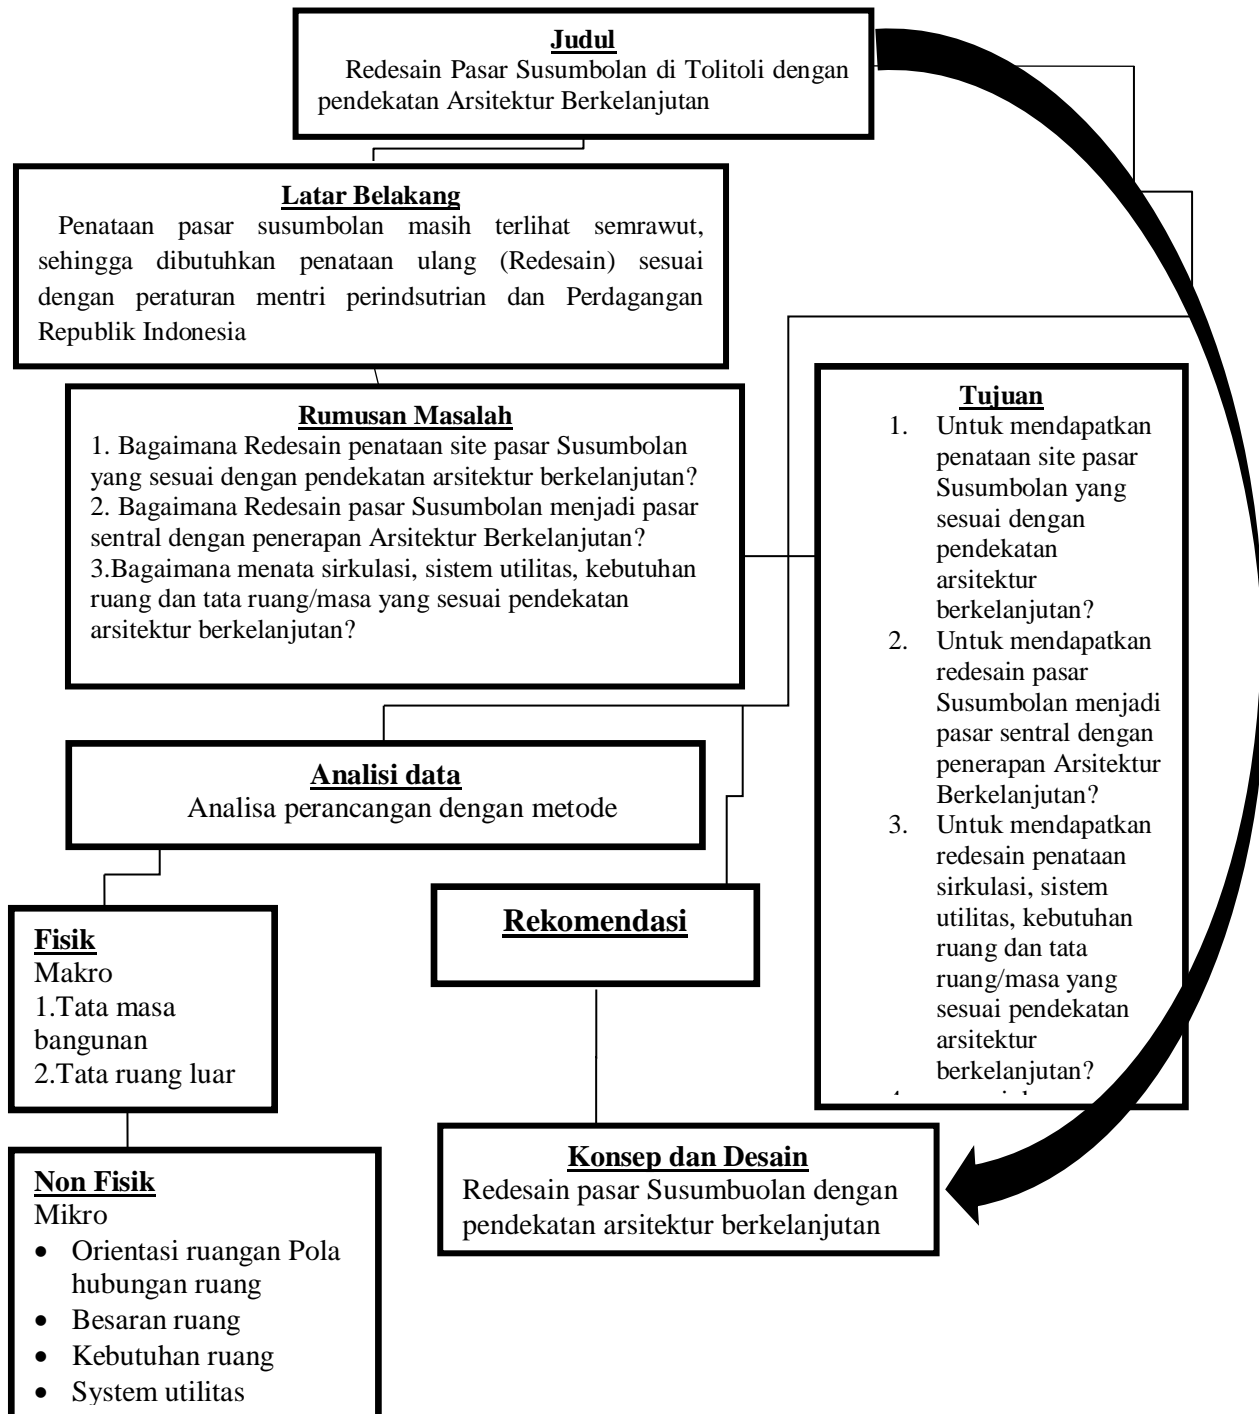 Judul
Redesain Pasar Susumbolan di Tolitoli dengan
pendekatan Arsitektur Berkelanjutan
Latar Belakang
Penataan pasar susumbolan masih terlihat semrawut,
sehingga dibutuhkan penataan ulang (Redesain) sesuai
dengan peraturan mentri perindsutrian dan Perdagangan
Republik Indonesia
Rumusan Masalah
1. Bagaimana Redesain penataan site pasar Susumbolan
yang sesuai dengan pendekatan arsitektur berkelanjutan?
2. Bagaimana Redesain pasar Susumbolan menjadi pasar
sentral dengan penerapan Arsitektur Berkelanjutan?
3.Bagaimana menata sirkulasi, sistem utilitas, kebutuhan
ruang dan tata ruang/masa yang sesuai pendekatan
arsitektur berkelanjutan?
Tujuan
1. Untuk mendapatkan
penataan site pasar
Susumbolan yang
sesuai dengan
pendekatan
arsitektur
berkelanjutan?
2. Untuk mendapatkan
redesain pasar
Susumbolan menjadi
pasar sentral dengan
penerapan Arsitektur
Berkelanjutan?
3. Untuk mendapatkan
redesain penataan
sirkulasi, sistem
utilitas, kebutuhan
ruang dan tata
ruang/masa yang
sesuai pendekatan
arsitektur
berkelanjutan?
Analisi data
Analisa perancangan dengan metode
Fisik
Makro
1.Tata masa
bangunan
2.Tata ruang luar
Rekomendasi
Non Fisik
Mikro
• Orientasi ruangan Pola
hubungan ruang
• Besaran ruang
• Kebutuhan ruang
• System utilitas
Konsep dan Desain
Redesain pasar Susumbuolan dengan
pendekatan arsitektur berkelanjutan